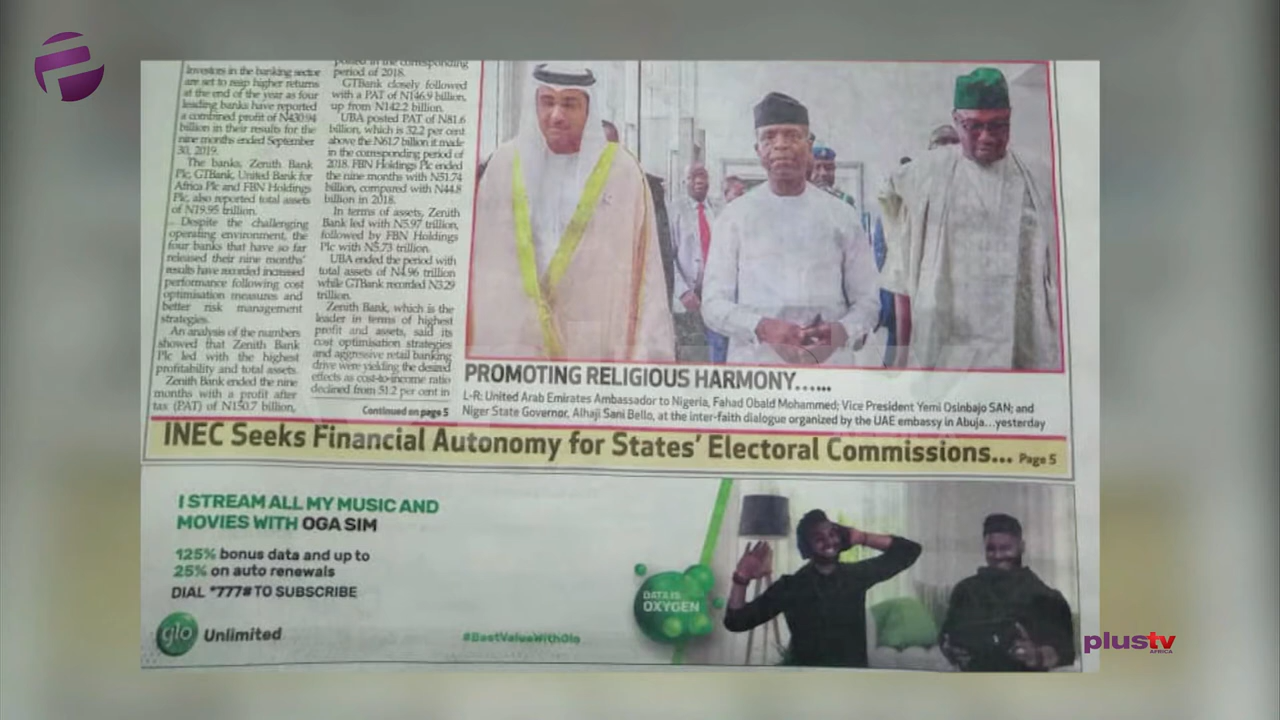 Investors in the banking sector
are set to reap higher returns
at the end of the year as four
leading banks have reported
a combined profit of N430.94
billion in their results for the
nine months ended September
30, 2019.
The banks, Zenith Bank
Plc, GTBank, United Bank for
Africa Plc and FBN Holdings
Plc, also reported total assets
of N19.95 trillion.
Despite the challenging
operating environment, the
four banks that have so far
released their nine months'
results have recorded increased
performance following cost
optimisation measures and
better risk management
strategies.
An analysis of the numbers
showed that Zenith Bank
Plc led with the highest
profitability and total assets.
Zenith Bank ended the nine
months with a profit after
tax (PAT) of N150.7 billion,
posted in the corresponding
period of 2018.
GTBank closely followed
with a PAT of N146.9 billion,
up from N142.2 billion.
UBA posted PAT of N81.6
billion, which is 32.2 per cent
above the N61.7 billion it made
in the corresponding period of
2018. FBN Holdings Plc ended
the nine months with N51.74
billion, compared with N44.8
billion in 2018.
In terms of assets, Zenith
Bank led with N5.97 trillion,
followed by FBN Holdings
Plc with N5.73 trillion.
UBA ended the period with
total assets of N4.96 trillion
while GTBank recorded N3.29
trillion.
Zenith Bank, which is the
leader in terms of highest
profit and assets, said its
cost optimisation strategies
and aggressive retail banking
drive were yielding the desired
effects as cost-to-income ratio
declined from 51.2 per cent in
Continued on page 5
PROMOTING RELIGIOUS HARMONY......
L-R: United Arab Emirates Ambassador to Nigeria, Fahad Obald Mohammed; Vice President Yemi Osinbajo SAN; and
Niger State Governor, Alhaji Sani Bello, at the inter-faith dialogue organized by the UAE embassy in Abuja...yesterday
INEC Seeks Financial Autonomy for States' Electoral Commissions... Page 5
I STREAM ALL MY MUSIC AND
MOVIES WITH OGA SIM
125% bonus data and up to
25% on auto renewals
DIAL *777# TO SUBSCRIBE
glo Unlimited
#BestValueWithGlo
DATA IS
OXYGEN
plustv
AFRICA